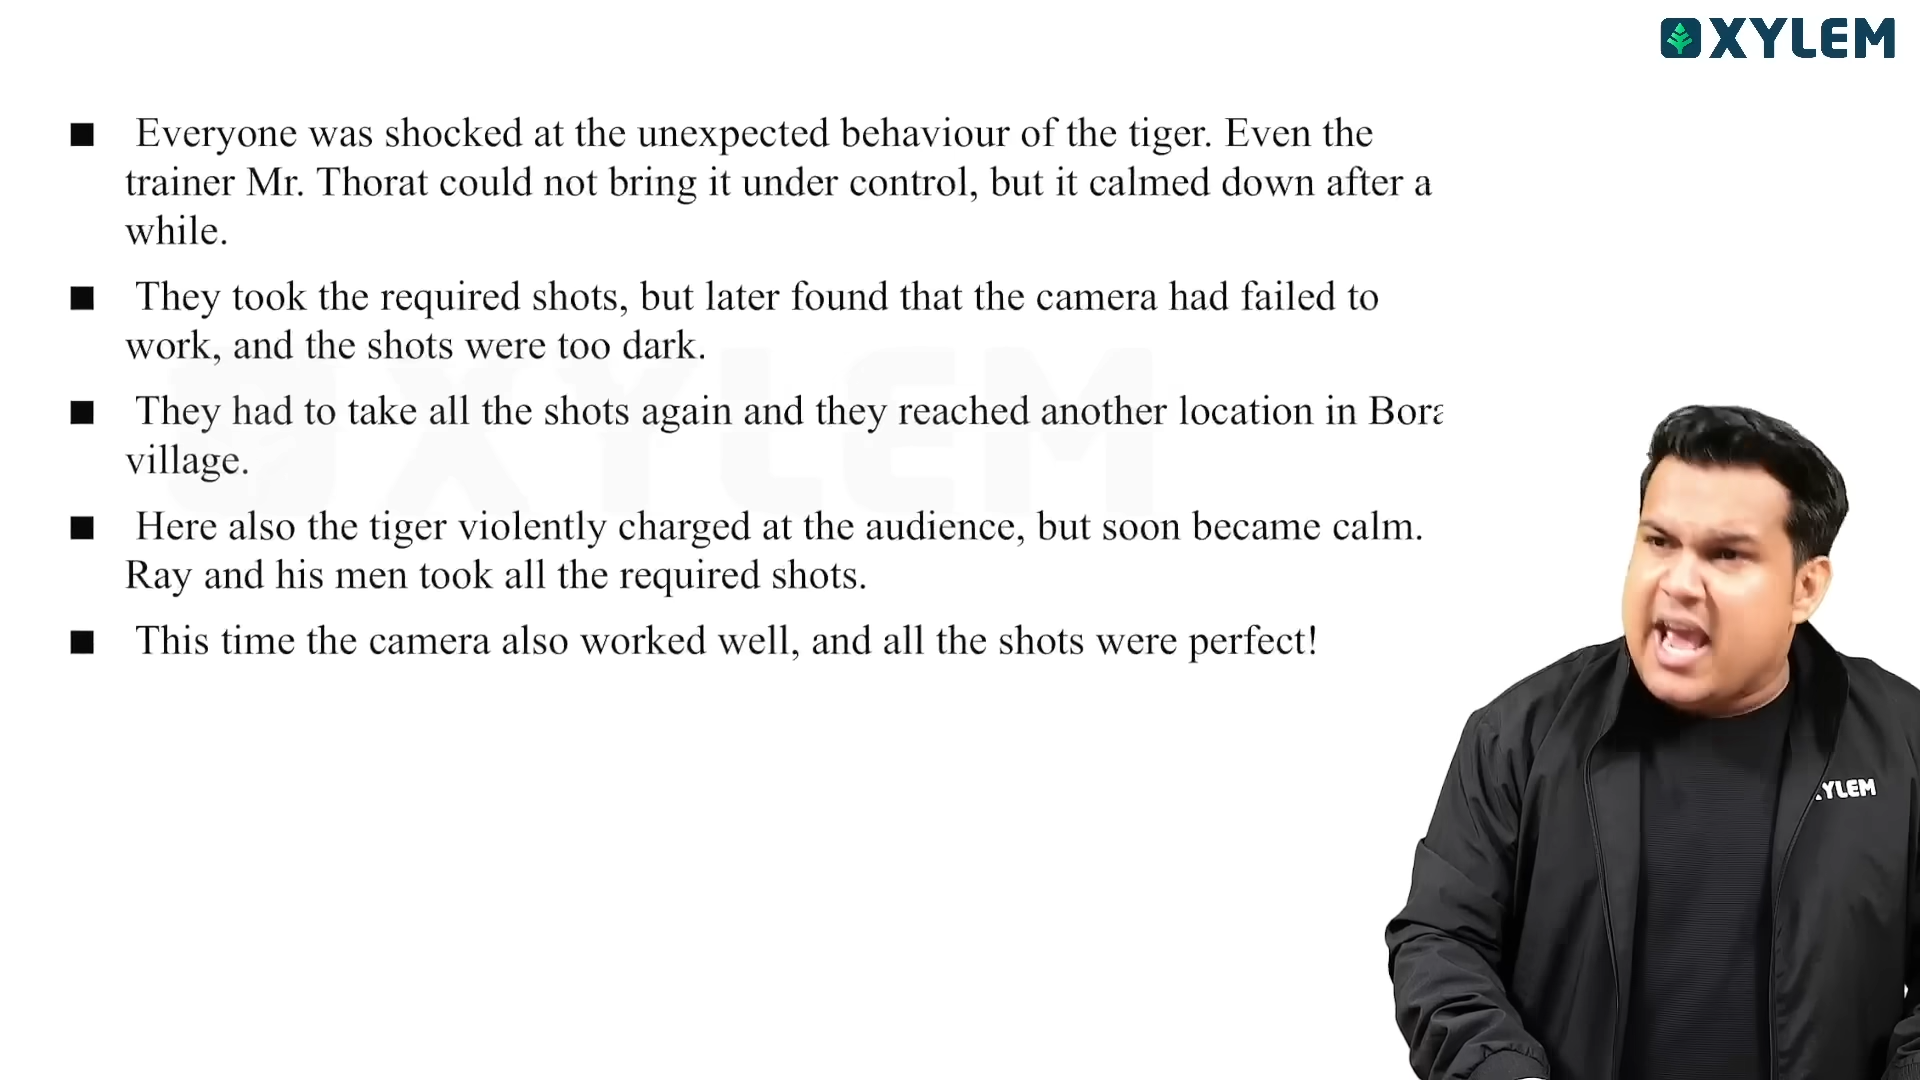 XYLEM
■ Everyone was shocked at the unexpected behaviour of the tiger. Even the
trainer Mr. Thorat could not bring it under control, but it calmed down after a
while.
■ They took the required shots, but later found that the camera had failed to
work, and the shots were too dark.
■ They had to take all the shots again and they reached another location in Bora
village.
■ Here also the tiger violently charged at the audience, but soon became calm.
Ray and his men took all the required shots.
■ This time the camera also worked well, and all the shots were perfect!
XYLEM
XYLEM